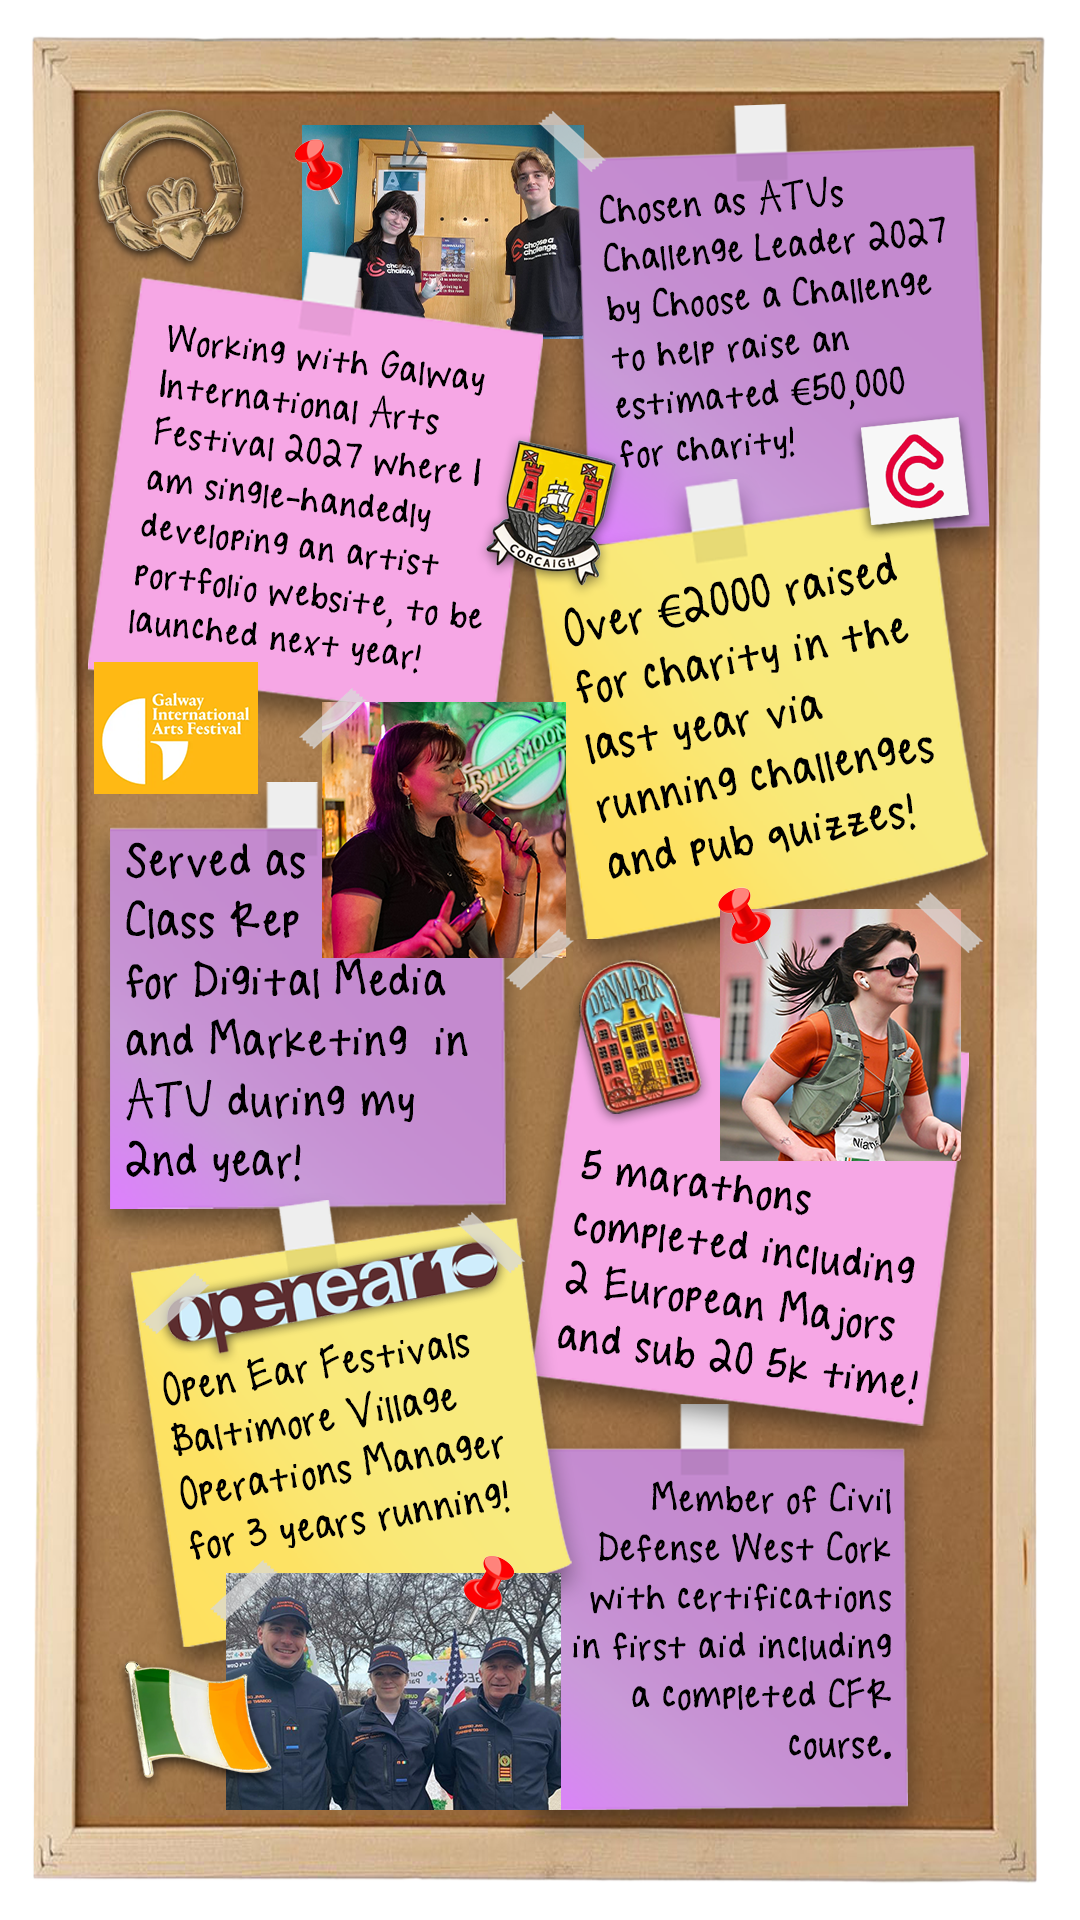 choose a
challenge
choose a
challenge
Chosen as ATUs
Challenge Leader 2027
by Choose a Challenge
to help raise an
estimated €50,000
for charity!
Working with Galway
International Arts
Festival 2027 where I
am single-handedly
developing an artist
portfolio website, to be
launched next year!
CORCAIGH
Over €2000 raised
for charity in the
last year via
running challenges
and pub quizzes!
Galway
International
Arts Festival
BLUE MOON
Served as
Class Rep
for Digital Media
and Marketing in
ATU during my
2nd year!
DENMARK
Niamh
5 marathons
completed including
2 European Majors
and sub 20 5k time!
openear10
Open Ear Festivals
Baltimore Village
Operations Manager
for 3 years running!
Member of Civil
Defense West Cork
with certifications
in first aid including
a completed CFR
course.